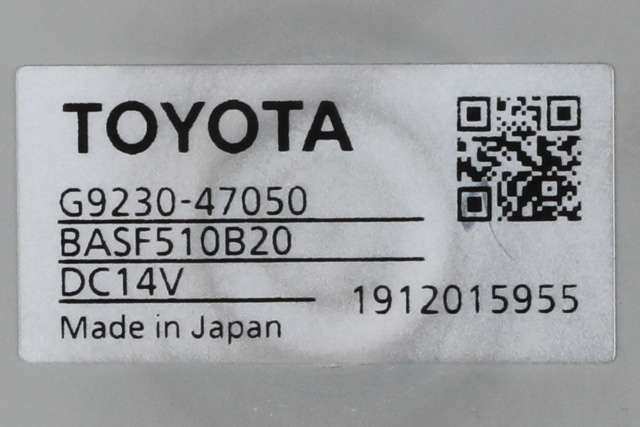 TOYOTA
G9230-47050
BASF510B20
DC14V
1912015955
Made in Japan